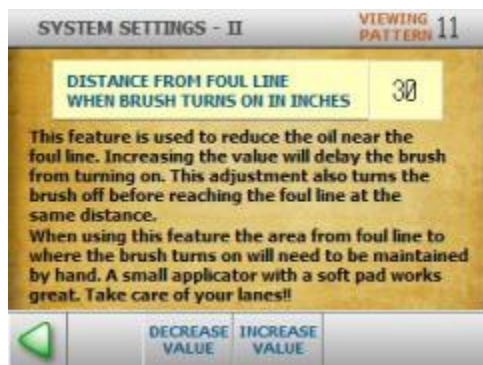 SYSTEM SETTINGS - II
VIEWING
PATTERN 11
DISTANCE FROM FOUL LINE
WHEN BRUSH TURNS ON IN INCHES
30
This feature is used to reduce the oil near the
foul line. Increasing the value will delay the brush
from turning on. This adjustment also turns the
brush off before reaching the foul line at the
same distance.
When using this feature the area from foul line to
where the brush turns on will need to be maintained
by hand. A small applicator with a soft pad works
great. Take care of your lanes!!
DECREASE
VALUE
INCREASE
VALUE